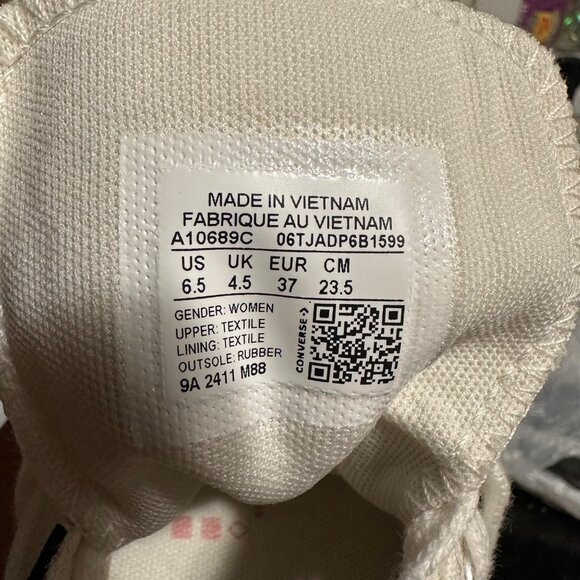 MADE IN VIETNAM
FABRIQUE AU VIETNAM
A10689C 06TJADP6B1599
US UK EUR CM
6.5 4.5 37 23.5
GENDER: WOMEN
UPPER: TEXTILE
LINING: TEXTILE
OUTSOLE: RUBBER
9A 2411 M88
CONVERSE